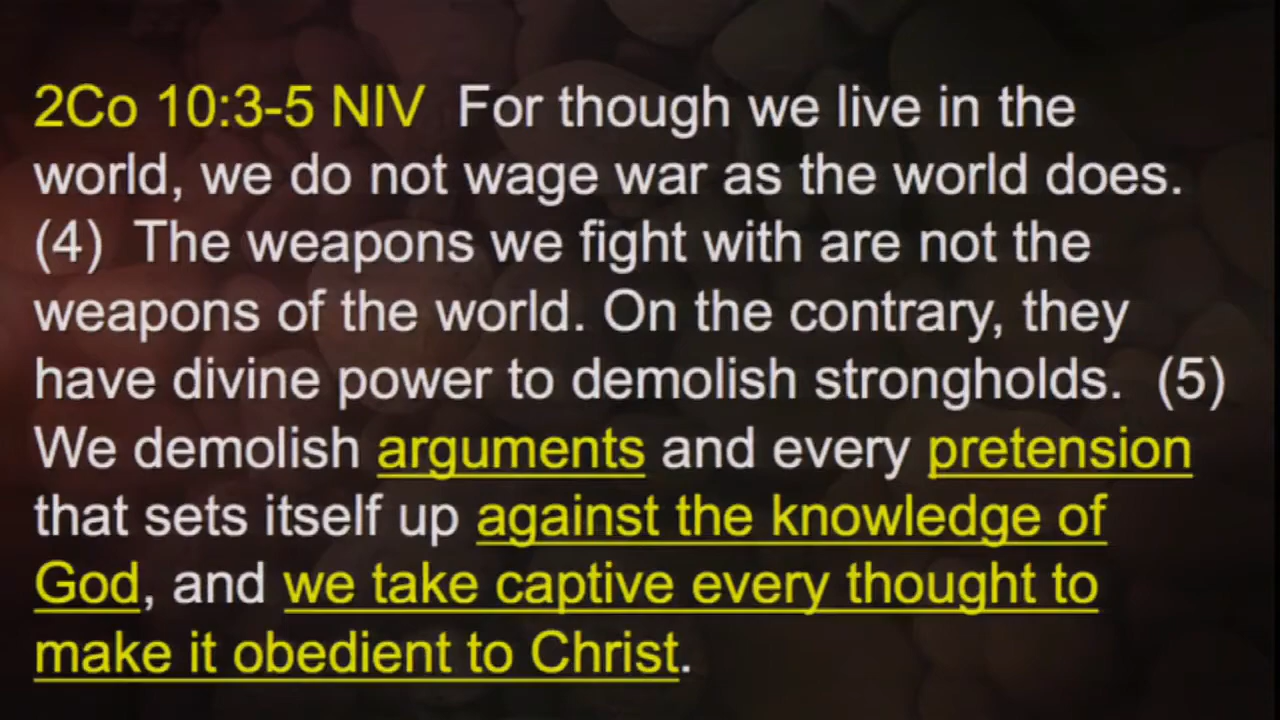 2Co 10:3-5 NIV For though we live in the
world, we do not wage war as the world does.
(4) The weapons we fight with are not the
weapons of the world. On the contrary, they
have divine power to demolish strongholds. (5)
We demolish arguments and every pretension
that sets itself up against the knowledge of
God, and we take captive every thought to
make it obedient to Christ.